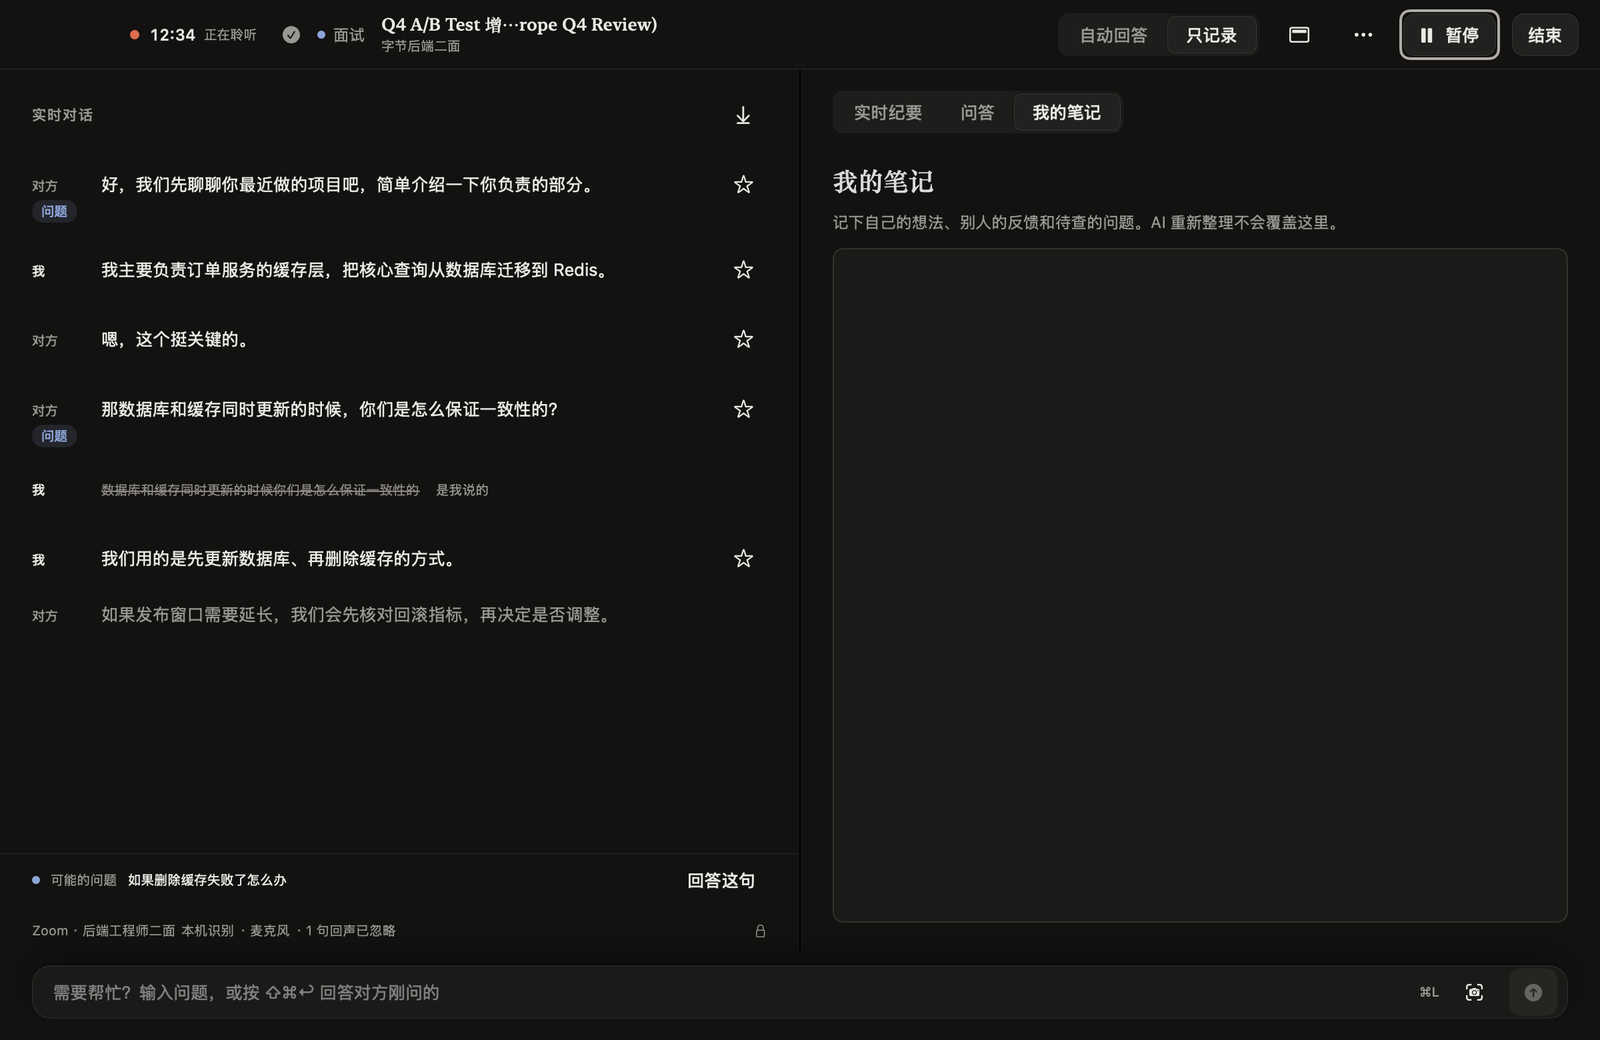 12:34 正在聆听
面试
Q4 A/B Test 增…rope Q4 Review)
字节后端二面
自动回答 只记录
暂停
结束
实时对话
对方 好，我们先聊聊你最近做的项目吧，简单介绍一下你负责的部分。
问题
我 我主要负责订单服务的缓存层，把核心查询从数据库迁移到 Redis。
对方 嗯，这个挺关键的。
对方 那数据库和缓存同时更新的时候，你们是怎么保证一致性的？
问题
我 数据库和缓存同时更新的时候你们是怎么保证一致性的 是我说的
我 我们用的是先更新数据库、再删除缓存的方式。
对方 如果发布窗口需要延长，我们会先核对回滚指标，再决定是否调整。
可能的问题 如果删除缓存失败了怎么办 回答这句
Zoom · 后端工程师二面 本机识别 · 麦克风 · 1 句回声已忽略
实时纪要 问答 我的笔记
我的笔记
记下自己的想法、别人的反馈和待查的问题。AI 重新整理不会覆盖这里。
需要帮忙？输入问题，或按 ⇧⌘↩ 回答对方刚问的 ⌘L